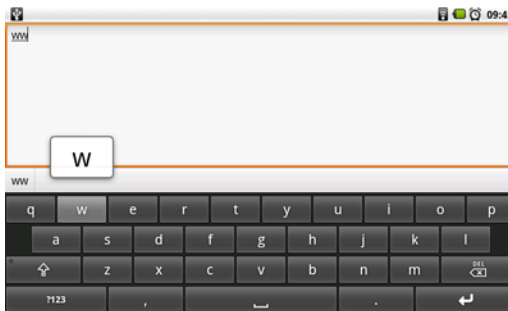 09:4
ww
w
ww
q w e r t y u i o p
a s d f g h j k l
z x c v b n m DEL
?123 , .